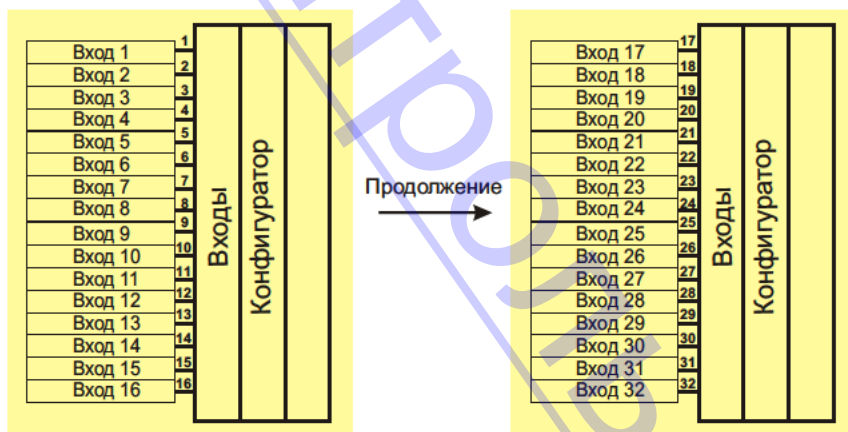 Вход 1 1
Вход 2 2
Вход 3 3
Вход 4 4
Вход 5 5
Вход 6 6
Вход 7 7
Вход 8 8
Вход 9 9
Вход 10 10
Вход 11 11
Вход 12 12
Вход 13 13
Вход 14 14
Вход 15 15
Вход 16 16
Входы
Конфигуратор
Продолжение
Вход 17 17
Вход 18 18
Вход 19 19
Вход 20 20
Вход 21 21
Вход 22 22
Вход 23 23
Вход 24 24
Вход 25 25
Вход 26 26
Вход 27 27
Вход 28 28
Вход 29 29
Вход 30 30
Вход 31 31
Вход 32 32
Входы
Конфигуратор